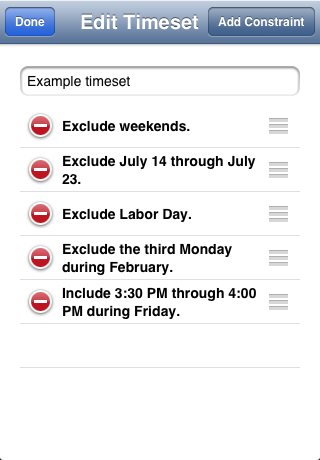 Done Edit Timeset Add Constraint
Example timeset
Exclude weekends.
Exclude July 14 through July
23.
Exclude Labor Day.
Exclude the third Monday
during February.
Include 3:30 PM through 4:00
PM during Friday.